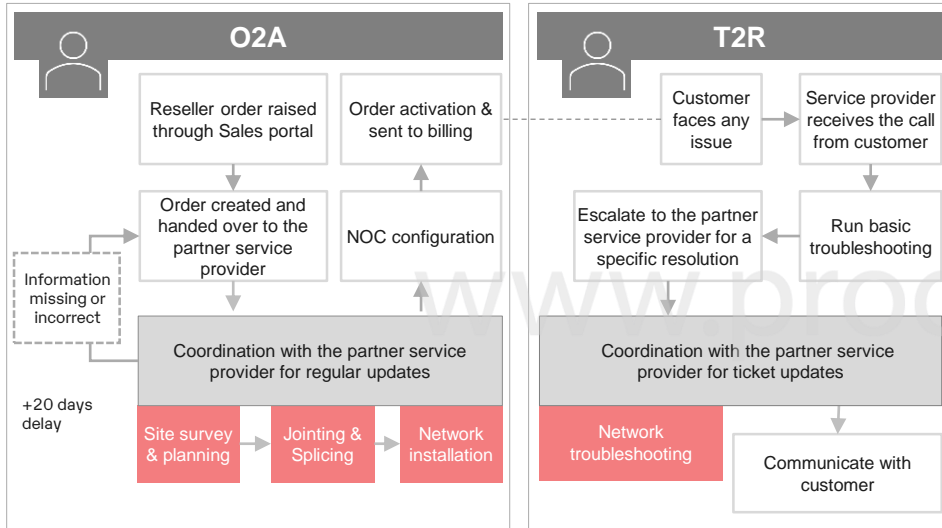 O2A
Reseller order raised
through Sales portal
Order activation &
sent to billing
Order created and
handed over to the
partner service
provider
NOC configuration
Information
missing or
incorrect
Coordination with the partner service
provider for regular updates
+20 days
delay
Site survey
& planning
Jointing &
Splicing
Network
installation
T2R
Customer
faces any
issue
Service provider
receives the call
from customer
Escalate to the partner
service provider for a
specific resolution
Run basic
troubleshooting
www.proc
Coordination with the partner service
provider for ticket updates
Network
troubleshooting
Communicate with
customer